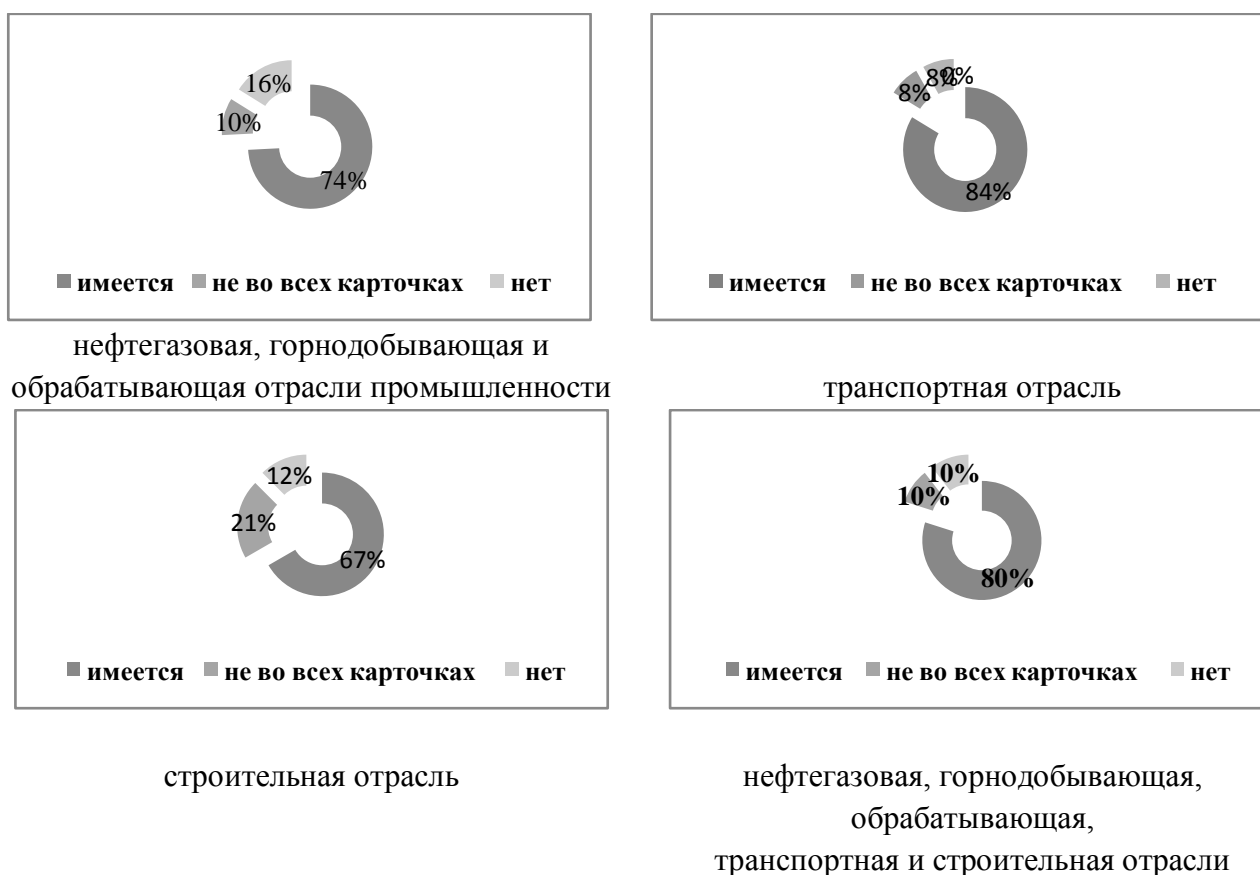 16%
10%
74%
имеется не во всех карточках нет
нефтегазовая, горнодобывающая и
обрабатывающая отрасли промышленности
8% 0%
8%
84%
имеется не во всех карточках нет
транспортная отрасль
12%
21%
67%
имеется не во всех карточках нет
строительная отрасль
10%
10%
80%
имеется не во всех карточках нет
нефтегазовая, горнодобывающая,
обрабатывающая,
транспортная и строительная отрасли